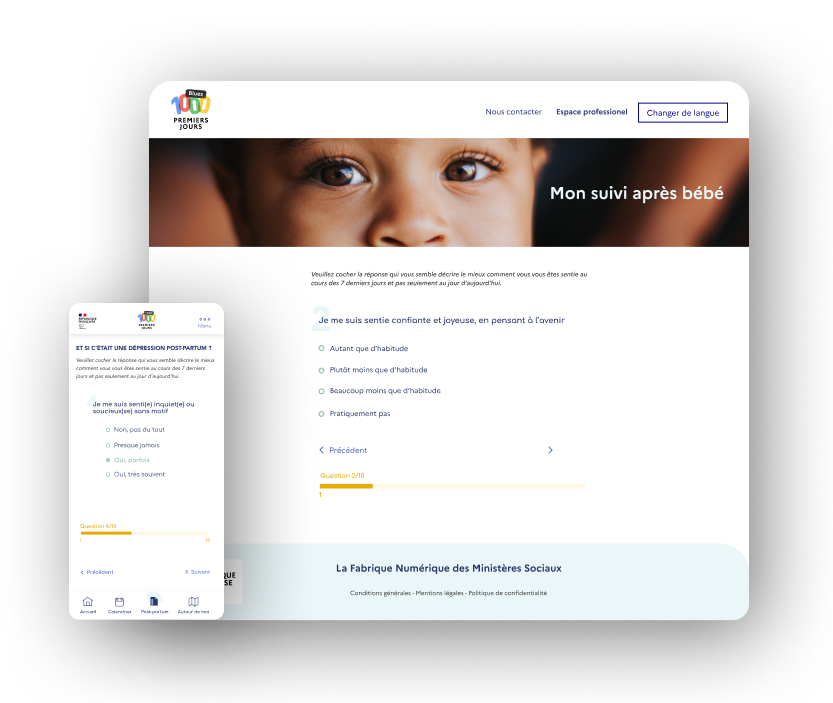 Blues
1000
PREMIERS
JOURS
Nous contacter
Espace professionel
Changer de langue
Mon suivi après bébé
Veuillez cocher la réponse qui vous semble décrire le mieux comment vous vous êtes sentie au
cours des 7 derniers jours et pas seulement au jour d'aujourd'hui.
2
Je me suis sentie confiante et joyeuse, en pensant à l'avenir
Autant que d'habitude
Plutôt moins que d'habitude
Beaucoup moins que d'habitude
Pratiquement pas
Précédent
Question 2/10
1
La Fabrique Numérique des Ministères Sociaux
Conditions générales - Mentions légales - Politique de confidentialité
QUE
SE
RÉPUBLIQUE
FRANÇAISE
1000
PREMIERS
JOURS
Menu
ET SI C'ÉTAIT UNE DÉPRESSION POST-PARTUM ?
Veuillez cocher la réponse qui vous semble décrire le mieux
comment vous vous êtes sentie au cours des 7 derniers
jours et pas seulement au jour d'aujourd'hui.
4
Je me suis senti(e) inquiet(e) ou
soucieux(se) sans motif
Non, pas du tout
Presque jamais
Oui, parfois
Oui, très souvent
Question 4/10
1
10
Précédent
Suivant
Accueil
Calendrier
Post-partum
Autour de moi